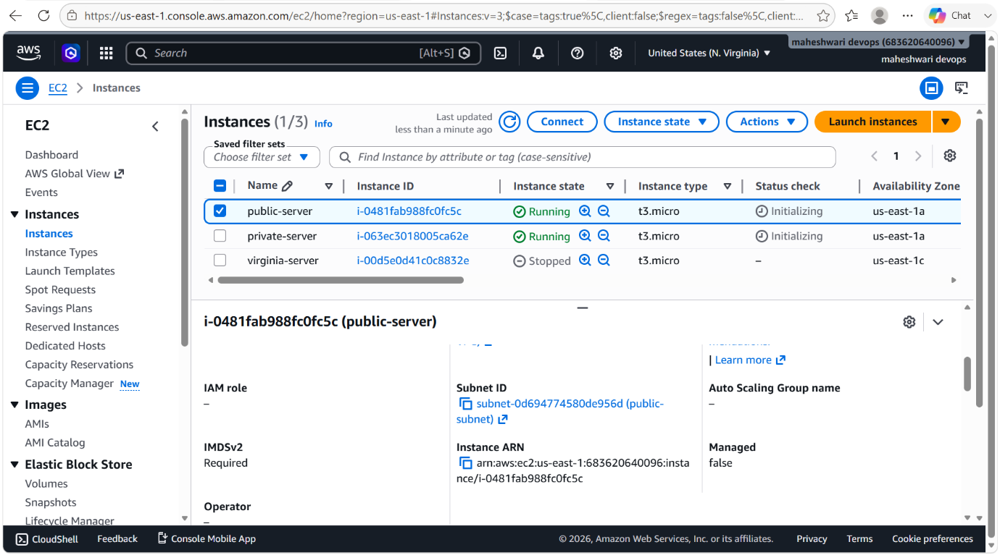 https://us-east-1.console.aws.amazon.com/ec2/home?region=us-east-1#Instances:v=3;$case=tags:true%5C,client:false;$regex=tags:false%5C,client:...
Chat
aws
Search [Alt+S]
United States (N. Virginia)
maheshwari devops (683620640096)
maheshwari devops
EC2 Instances
EC2
Dashboard
AWS Global View
Events
Instances
Instances
Instance Types
Launch Templates
Spot Requests
Savings Plans
Reserved Instances
Dedicated Hosts
Capacity Reservations
Capacity Manager New
Images
AMIs
AMI Catalog
Elastic Block Store
Volumes
Snapshots
Lifecycle Manager
Instances (1/3) Info
Last updated
less than a minute ago
Connect
Instance state
Actions
Launch instances
Saved filter sets
Choose filter set
Find Instance by attribute or tag (case-sensitive)
1
Name Instance ID Instance state Instance type Status check Availability Zone
public-server i-0481fab988fc0fc5c Running t3.micro Initializing us-east-1a
private-server i-063ec3018005ca62e Running t3.micro Initializing us-east-1a
virginia-server i-00d5e0d41c0c8832e Stopped t3.micro – us-east-1c
i-0481fab988fc0fc5c (public-server)
| Learn more
IAM role
–
Subnet ID
subnet-0d694774580de956d (public-
subnet)
Auto Scaling Group name
–
IMDSv2
Required
Instance ARN
arn:aws:ec2:us-east-1:683620640096:insta
nce/i-0481fab988fc0fc5c
Managed
false
Operator
–
CloudShell Feedback Console Mobile App © 2026, Amazon Web Services, Inc. or its affiliates. Privacy Terms Cookie preferences